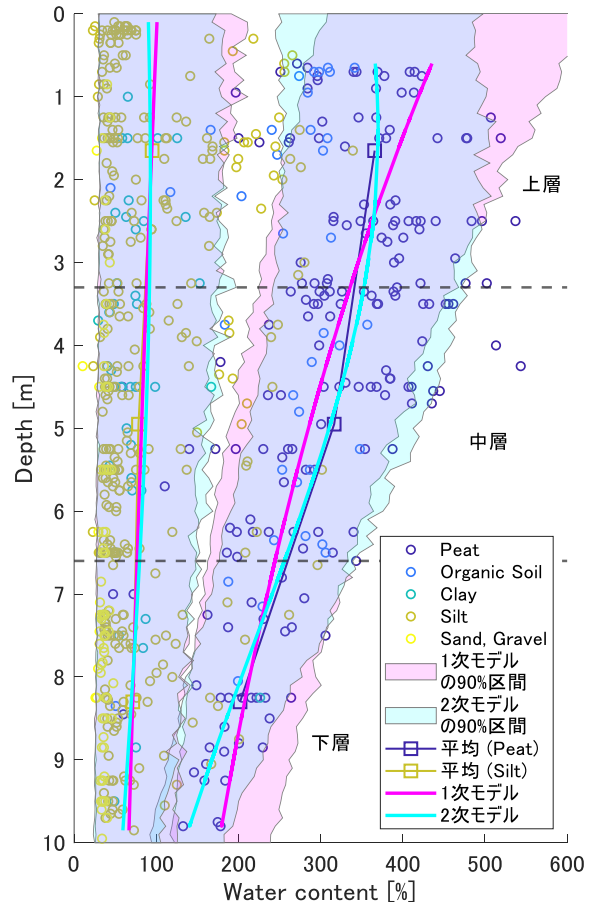 0
1
2
3
4
5
6
7
8
9
10
Depth [m]
0
100
200
300
400
500
600
Water content [%]
上層
中層
下層
Peat
Organic Soil
Clay
Silt
Sand, Gravel
1次モデル
の90%区間
2次モデル
の90%区間
平均 (Peat)
平均 (Silt)
1次モデル
2次モデル